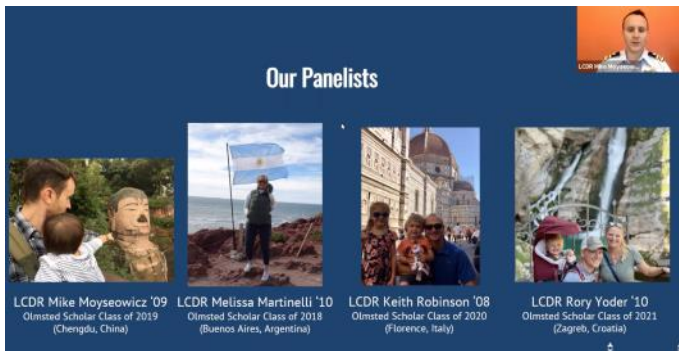 Our Panelists
LCDR Mike
LCDR Mike Moyseowicz '09
Olmsted Scholar Class of 2019
(Chengdu, China)
LCDR Melissa Martinelli '10
Olmsted Scholar Class of 2018
(Buenos Aires, Argentina)
LCDR Keith Robinson '08
Olmsted Scholar Class of 2020
(Florence, Italy)
LCDR Rory Yoder '10
Olmsted Scholar Class of 2021
(Zagreb, Croatia)